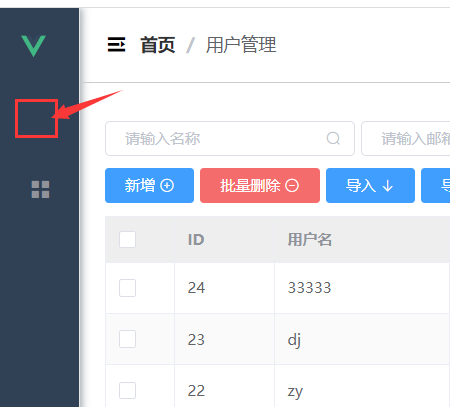 首页 / 用户管理
请输入名称 请输入邮箱
新增 批量删除 导入
ID 用户名
24 33333
23 dj
22 zy